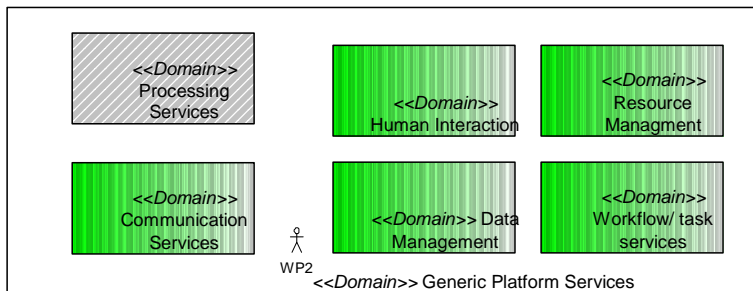 <<Domain>>
Processing
Services
<<Domain>>
Human Interaction
<<Domain>>
Resource
Managment
<<Domain>>
Communication
Services
<<Domain>> Data
Management
<<Domain>>
Workflow/ task
services
WP2
<<Domain>> Generic Platform Services